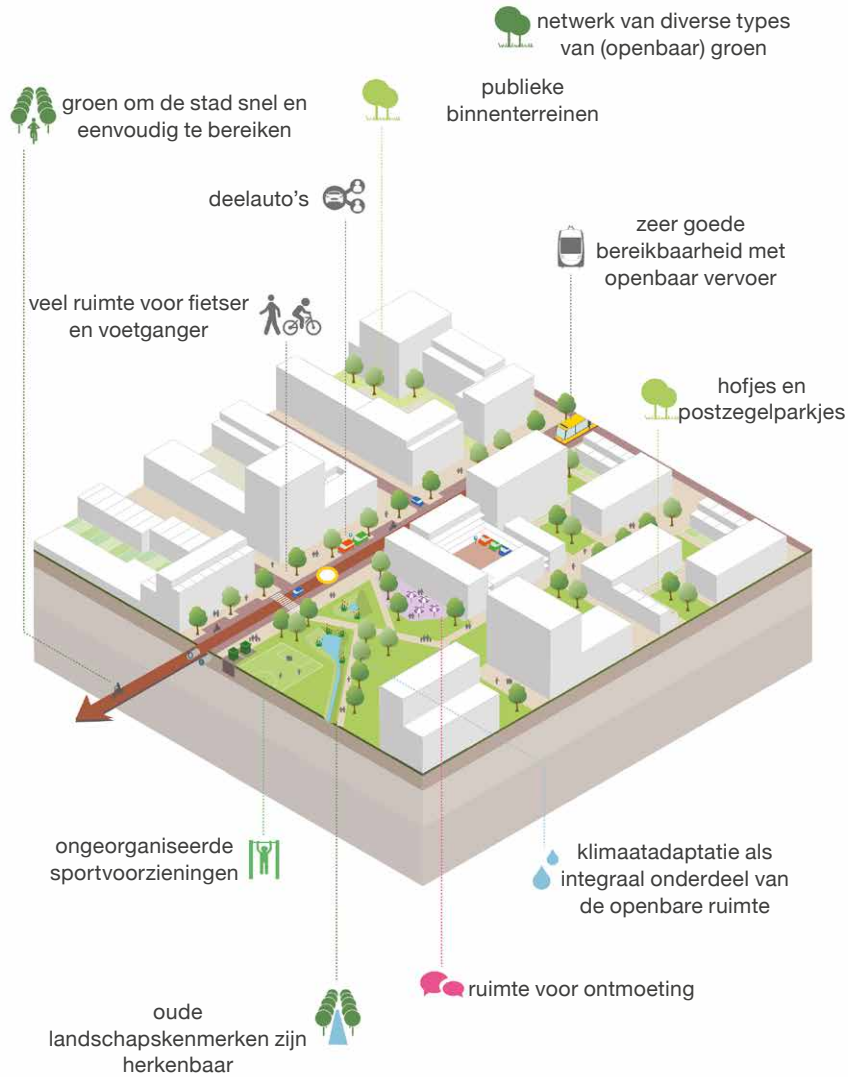 netwerk van diverse types
van (openbaar) groen
groen om de stad snel en
eenvoudig te bereiken
publieke
binnenterreinen
deelauto's
zeer goede
bereikbaarheid met
openbaar vervoer
veel ruimte voor fietser
en voetganger
hofjes en
postzegelparkjes
ongeorganiseerde
sportvoorzieningen
klimaatadaptatie als
integraal onderdeel van
de openbare ruimte
ruimte voor ontmoeting
oude
landschapskenmerken zijn
herkenbaar